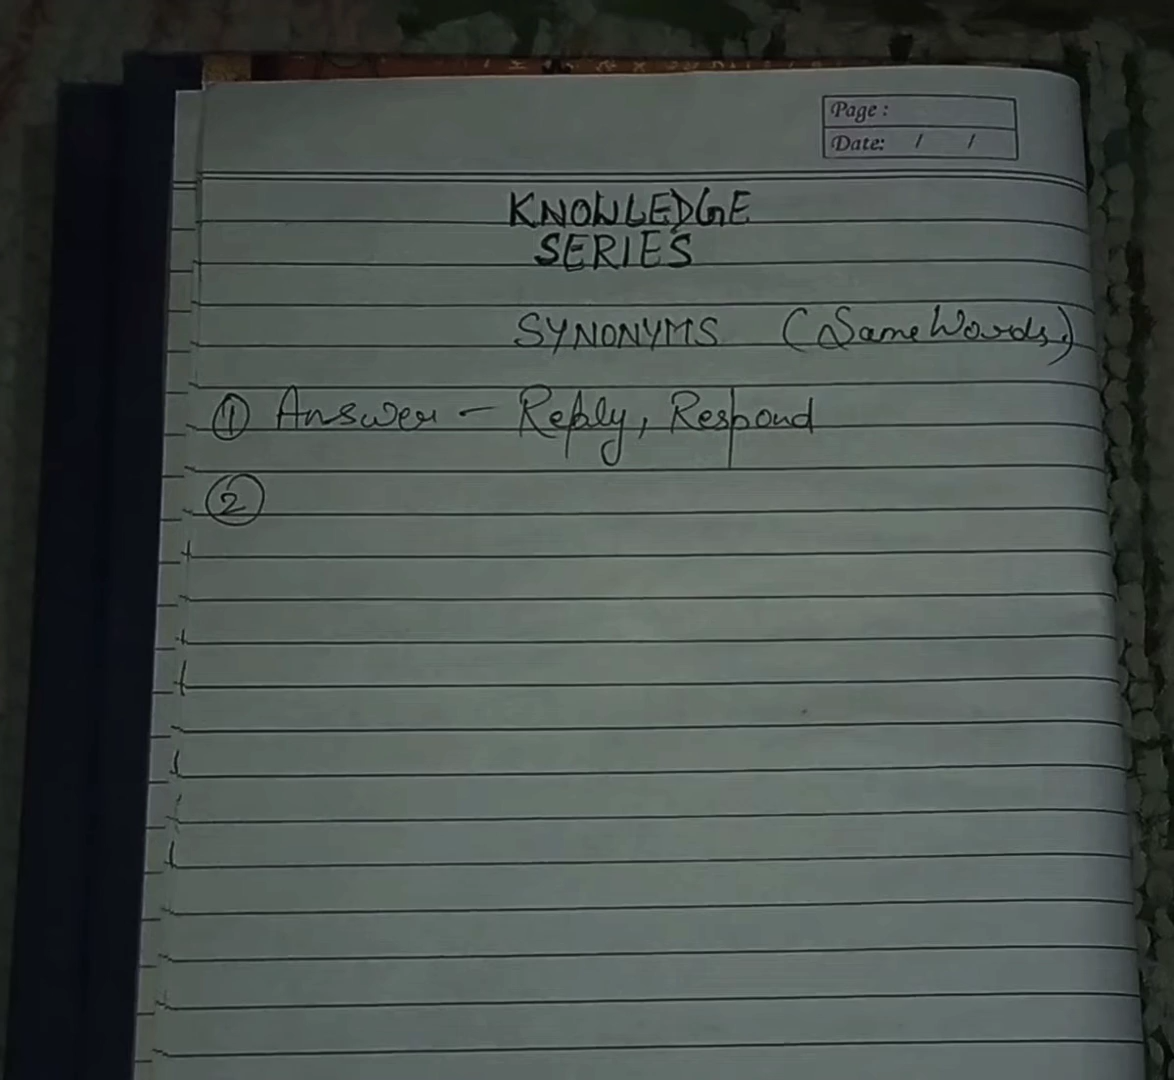 Page :
Date: / /
KNOWLEDGE
SERIES
SYNONYMS (Same Words.)
① Answer - Reply, Respond
②